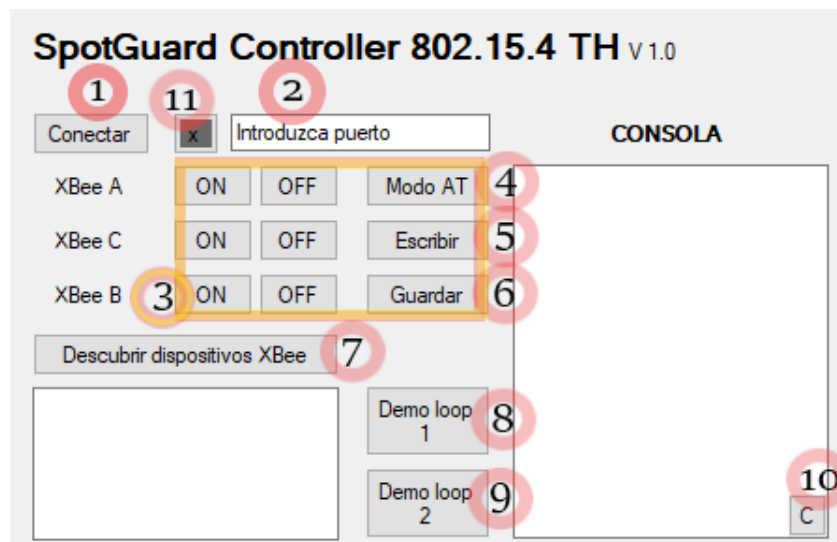 SpotGuard Controller 802.15.4 TH V 1.0
1 11 2
Conectar x Introduzca puerto CONSOLA
XBee A ON OFF Modo AT 4
XBee C ON OFF Escribir 5
XBee B 3 ON OFF Guardar 6
Descubrir dispositivos XBee 7
Demo loop
1 8
Demo loop
2 9
10
C